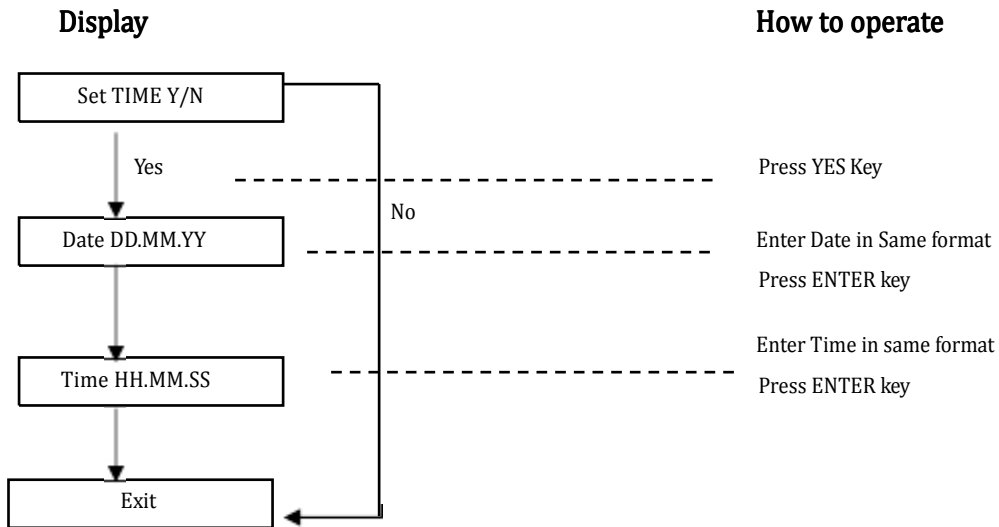 Display
How to operate
Set TIME Y/N
Yes
Press YES Key
No
Date DD.MM.YY
Enter Date in Same format
Press ENTER key
Time HH.MM.SS
Enter Time in same format
Press ENTER key
Exit